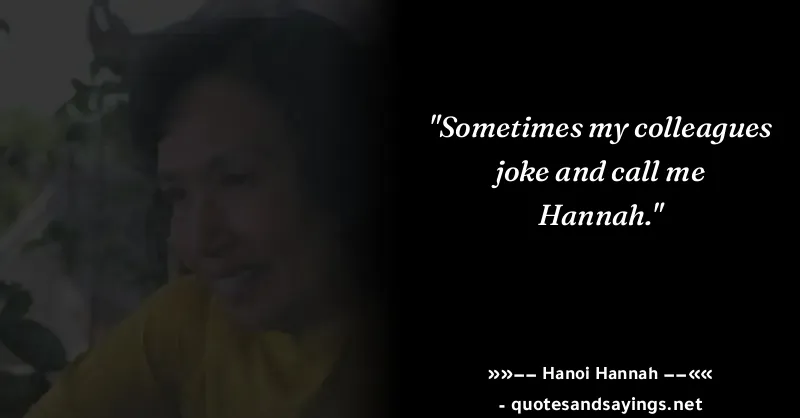 "Sometimes my colleagues
joke and call me
Hannah."
»»−− Hanoi Hannah −−««
- quotesandsayings.net